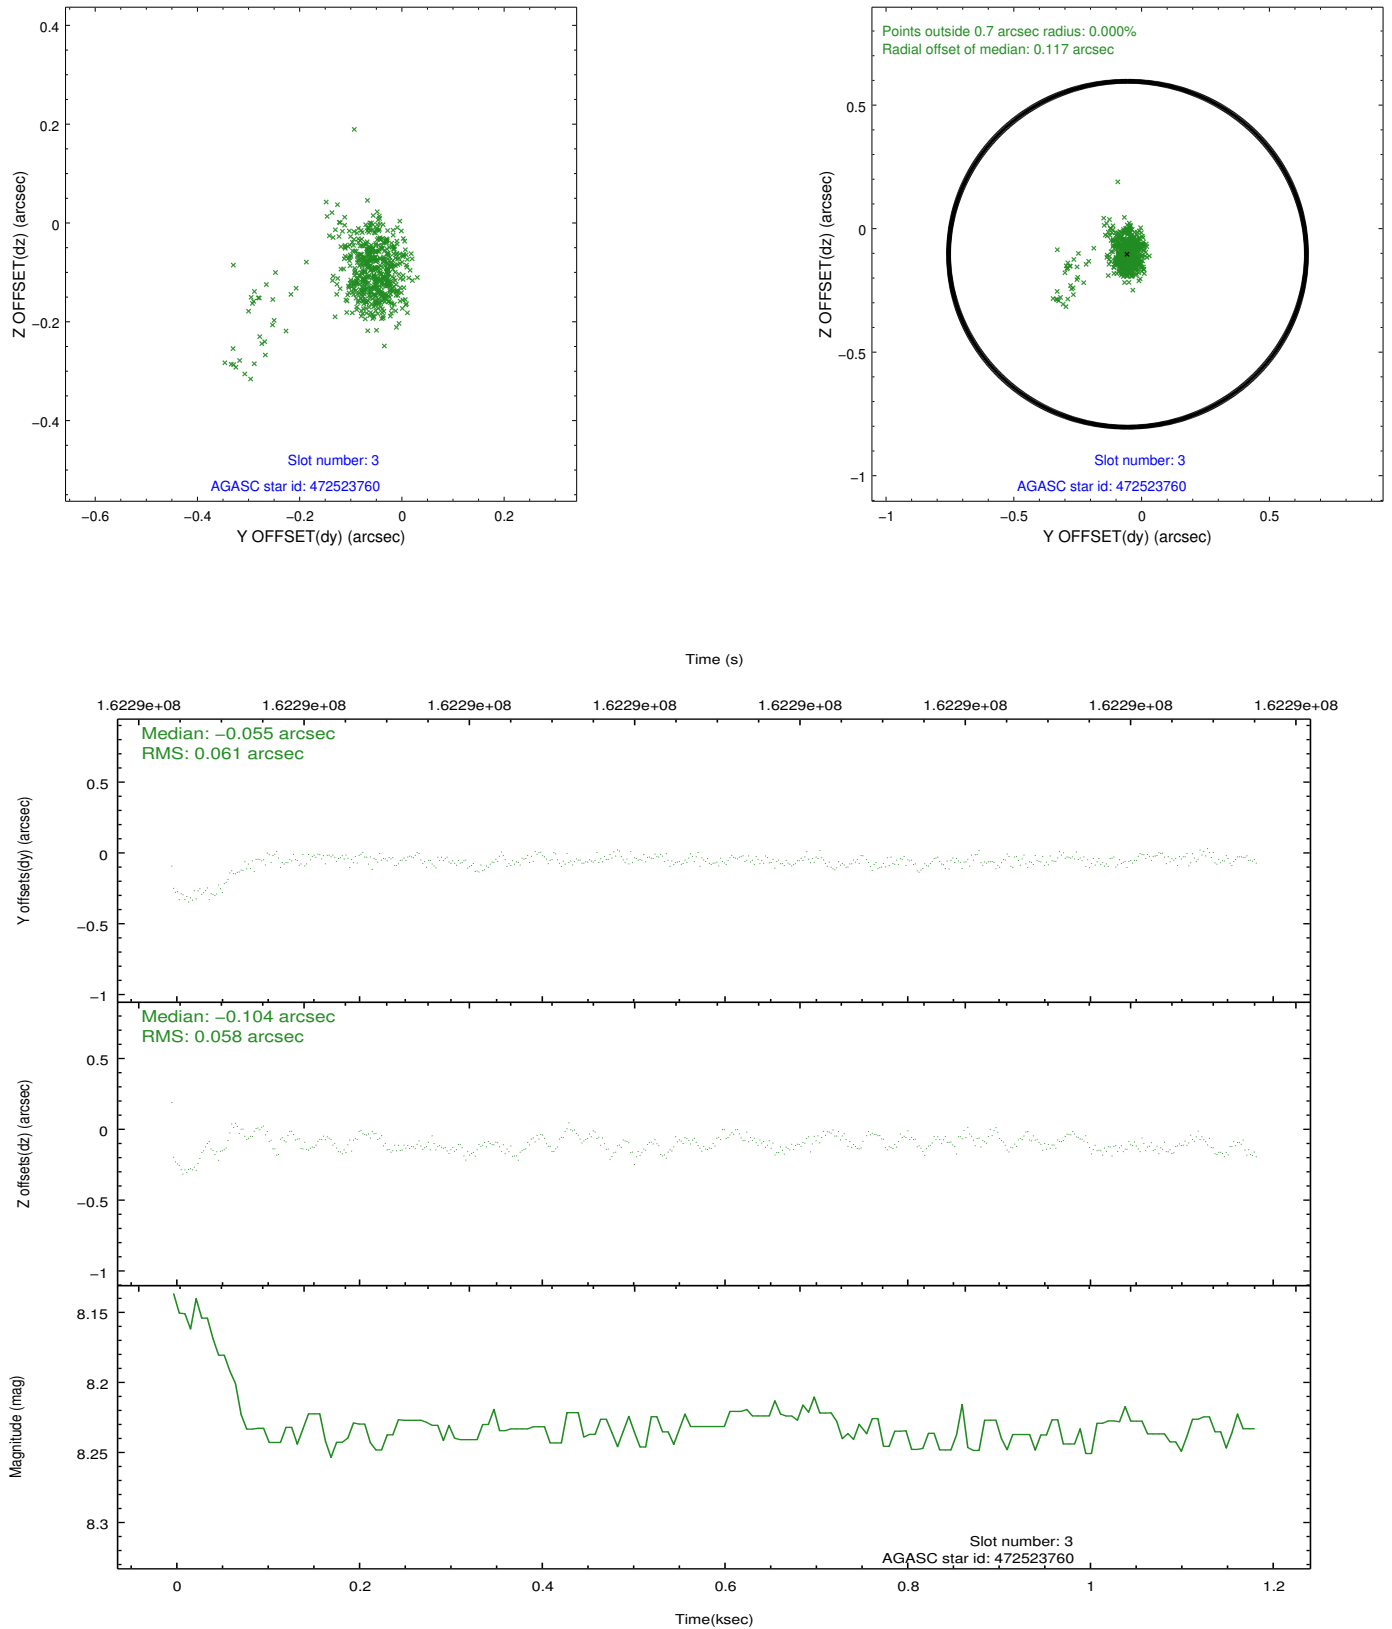 0.4
0.2
0
−0.2
−0.4
Z OFFSET(dz) (arcsec)
Slot number: 3
AGASC star id: 472523760
−0.6 −0.4 −0.2 0 0.2
Y OFFSET(dy) (arcsec)
Points outside 0.7 arcsec radius: 0.000%
Radial offset of median: 0.117 arcsec
0.5
0
−0.5
−1
Z OFFSET(dz) (arcsec)
Slot number: 3
AGASC star id: 472523760
−1 −0.5 0 0.5
Y OFFSET(dy) (arcsec)
Time (s)
1.6229e+08 1.6229e+08 1.6229e+08 1.6229e+08 1.6229e+08 1.6229e+08 1.6229e+08 1.6229e+08
Median: −0.055 arcsec
RMS: 0.061 arcsec
0.5
0
−0.5
−1
Y offsets(dy) (arcsec)
Median: −0.104 arcsec
RMS: 0.058 arcsec
0.5
0
−0.5
−1
Z offsets(dz) (arcsec)
8.15
8.2
8.25
8.3
Magnitude (mag)
Slot number: 3
AGASC star id: 472523760
0 0.2 0.4 0.6 0.8 1 1.2
Time(ksec)